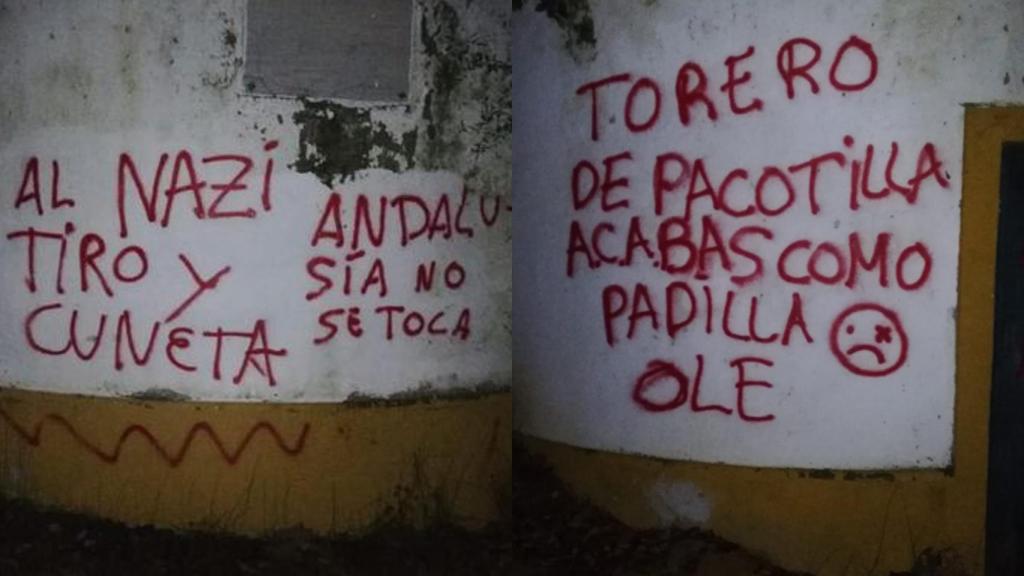 AL NAZI
TIRO Y
CUNETA
ANDALU-
SÍA NO
SE TOCA
TORERO
DE PACOTILLA
ACABAS COMO
PADILLA
OLE